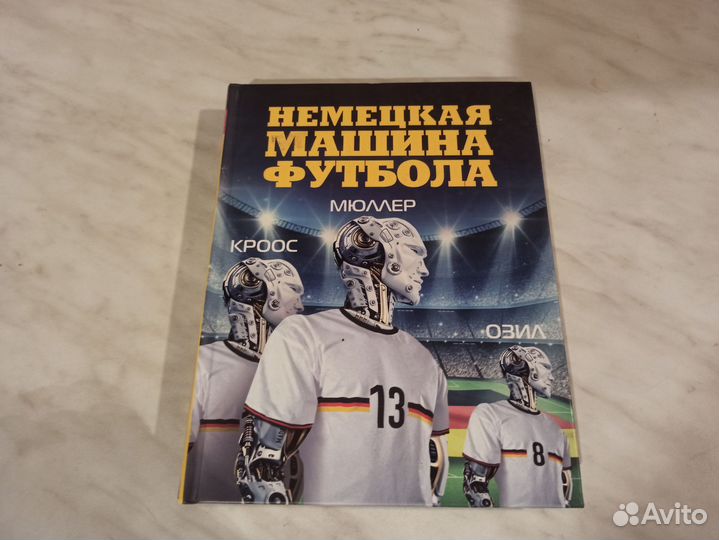 НЕМЕЦКАЯ
МАШИНА
ФУТБОЛА
МЮЛЛЕР
КРООС
ОЗИЛ
13
8
Avito